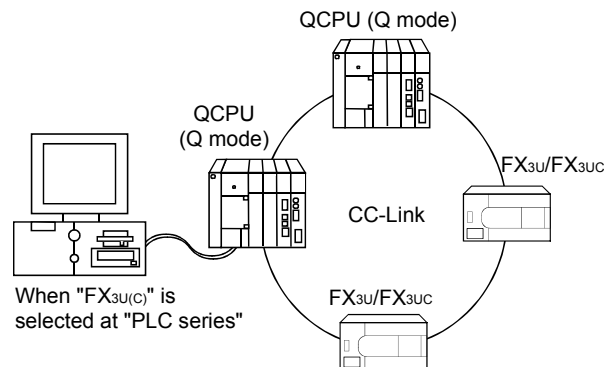 QCPU (Q mode)
QCPU
(Q mode)
FX3U/FX3UC
CC-Link
When "FX3U(C)" is
selected at "PLC series"
FX3U/FX3UC